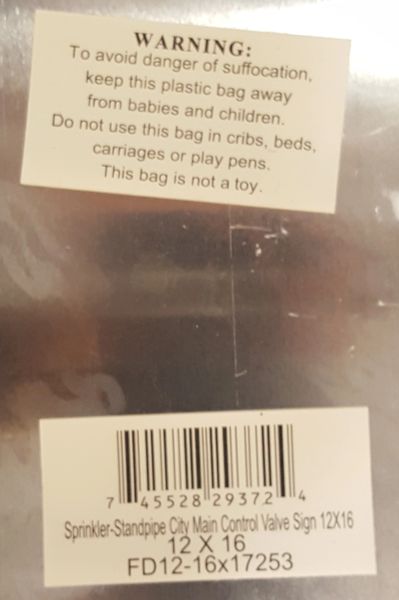 WARNING:
To avoid danger of suffocation,
keep this plastic bag away
from babies and children.
Do not use this bag in cribs, beds,
carriages or play pens.
This bag is not a toy.
7 45528 29372 4
Sprinkler-Standpipe City Main Control Valve Sign 12X16
12 X 16
FD12-16x17253